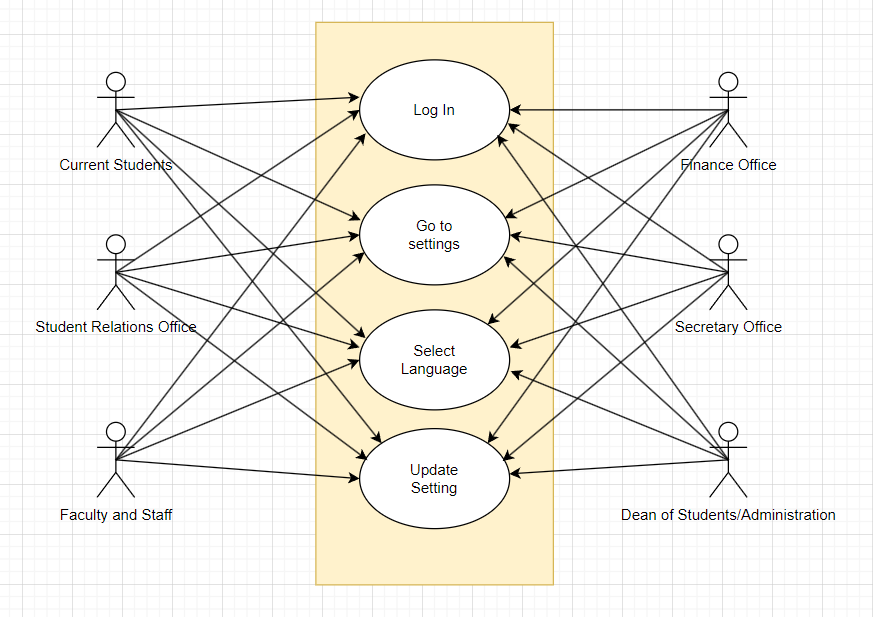 Log In
Current Students
Finance Office
Go to
settings
Student Relations Office
Secretary Office
Select
Language
Update
Setting
Faculty and Staff
Dean of Students/Administration